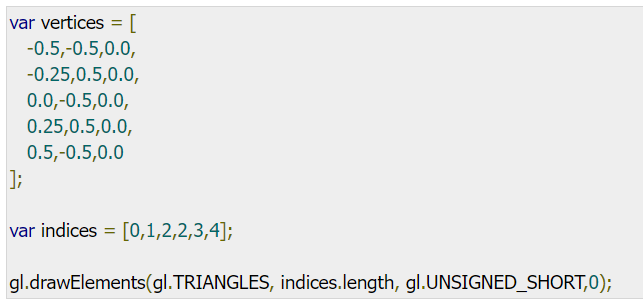 var vertices = [
-0.5,-0.5,0.0,
-0.25,0.5,0.0,
0.0,-0.5,0.0,
0.25,0.5,0.0,
0.5,-0.5,0.0
];
var indices = [0,1,2,2,3,4];
gl.drawElements(gl.TRIANGLES, indices.length, gl.UNSIGNED_SHORT,0);